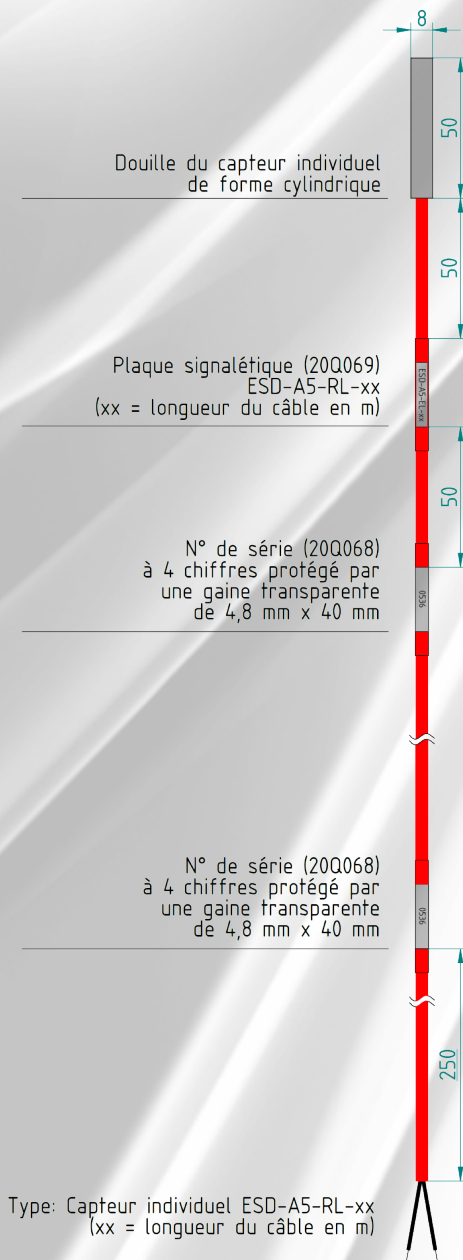 8
50
Douille du capteur individuel
de forme cylindrique
50
Plaque signalétique (20Q069)
ESD-A5-RL-xx
(xx = longueur du câble en m)
ESD-A5-EL-xx
50
N° de série (20Q068)
à 4 chiffres protégé par
une gaine transparente
de 4,8 mm x 40 mm
0536
N° de série (20Q068)
à 4 chiffres protégé par
une gaine transparente
de 4,8 mm x 40 mm
0536
250
Type: Capteur individuel ESD-A5-RL-xx
(xx = longueur du câble en m)